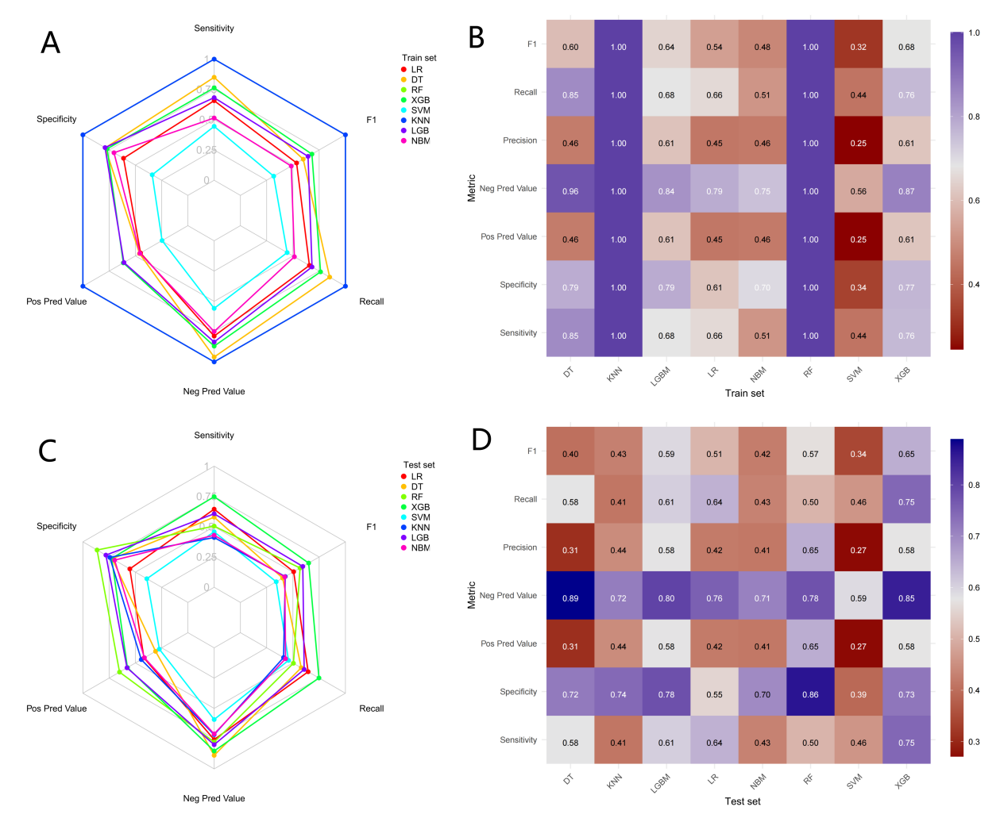 A
Sensitivity
1
0.75
0.5
0.25
0
Specificity
F1
Pos Pred Value
Recall
Neg Pred Value
Train set
LR
DT
RF
XGB
SVM
KNN
LGB
NBM
B
Metric
F1 0.60 1.00 0.64 0.54 0.48 1.00 0.32 0.68
Recall 0.85 1.00 0.68 0.66 0.51 1.00 0.44 0.76
Precision 0.46 1.00 0.61 0.45 0.46 1.00 0.25 0.61
Neg Pred Value 0.96 1.00 0.84 0.79 0.75 1.00 0.56 0.87
Pos Pred Value 0.46 1.00 0.61 0.45 0.46 1.00 0.25 0.61
Specificity 0.79 1.00 0.79 0.61 0.70 1.00 0.34 0.77
Sensitivity 0.85 1.00 0.68 0.66 0.51 1.00 0.44 0.76
DT KNN LGBM LR NBM RF SVM XGB
Train set
1.0
0.8
0.6
0.4
C
Sensitivity
1
0.75
0.5
0.25
0
Specificity
F1
Pos Pred Value
Recall
Neg Pred Value
Test set
LR
DT
RF
XGB
SVM
KNN
LGB
NBM
D
Metric
F1 0.40 0.43 0.59 0.51 0.42 0.57 0.34 0.65
Recall 0.58 0.41 0.61 0.64 0.43 0.50 0.46 0.75
Precision 0.31 0.44 0.58 0.42 0.41 0.65 0.27 0.58
Neg Pred Value 0.89 0.72 0.80 0.76 0.71 0.78 0.59 0.85
Pos Pred Value 0.31 0.44 0.58 0.42 0.41 0.65 0.27 0.58
Specificity 0.72 0.74 0.78 0.55 0.70 0.86 0.39 0.73
Sensitivity 0.58 0.41 0.61 0.64 0.43 0.50 0.46 0.75
DT KNN LGBM LR NBM RF SVM XGB
Test set
0.8
0.7
0.6
0.5
0.4
0.3